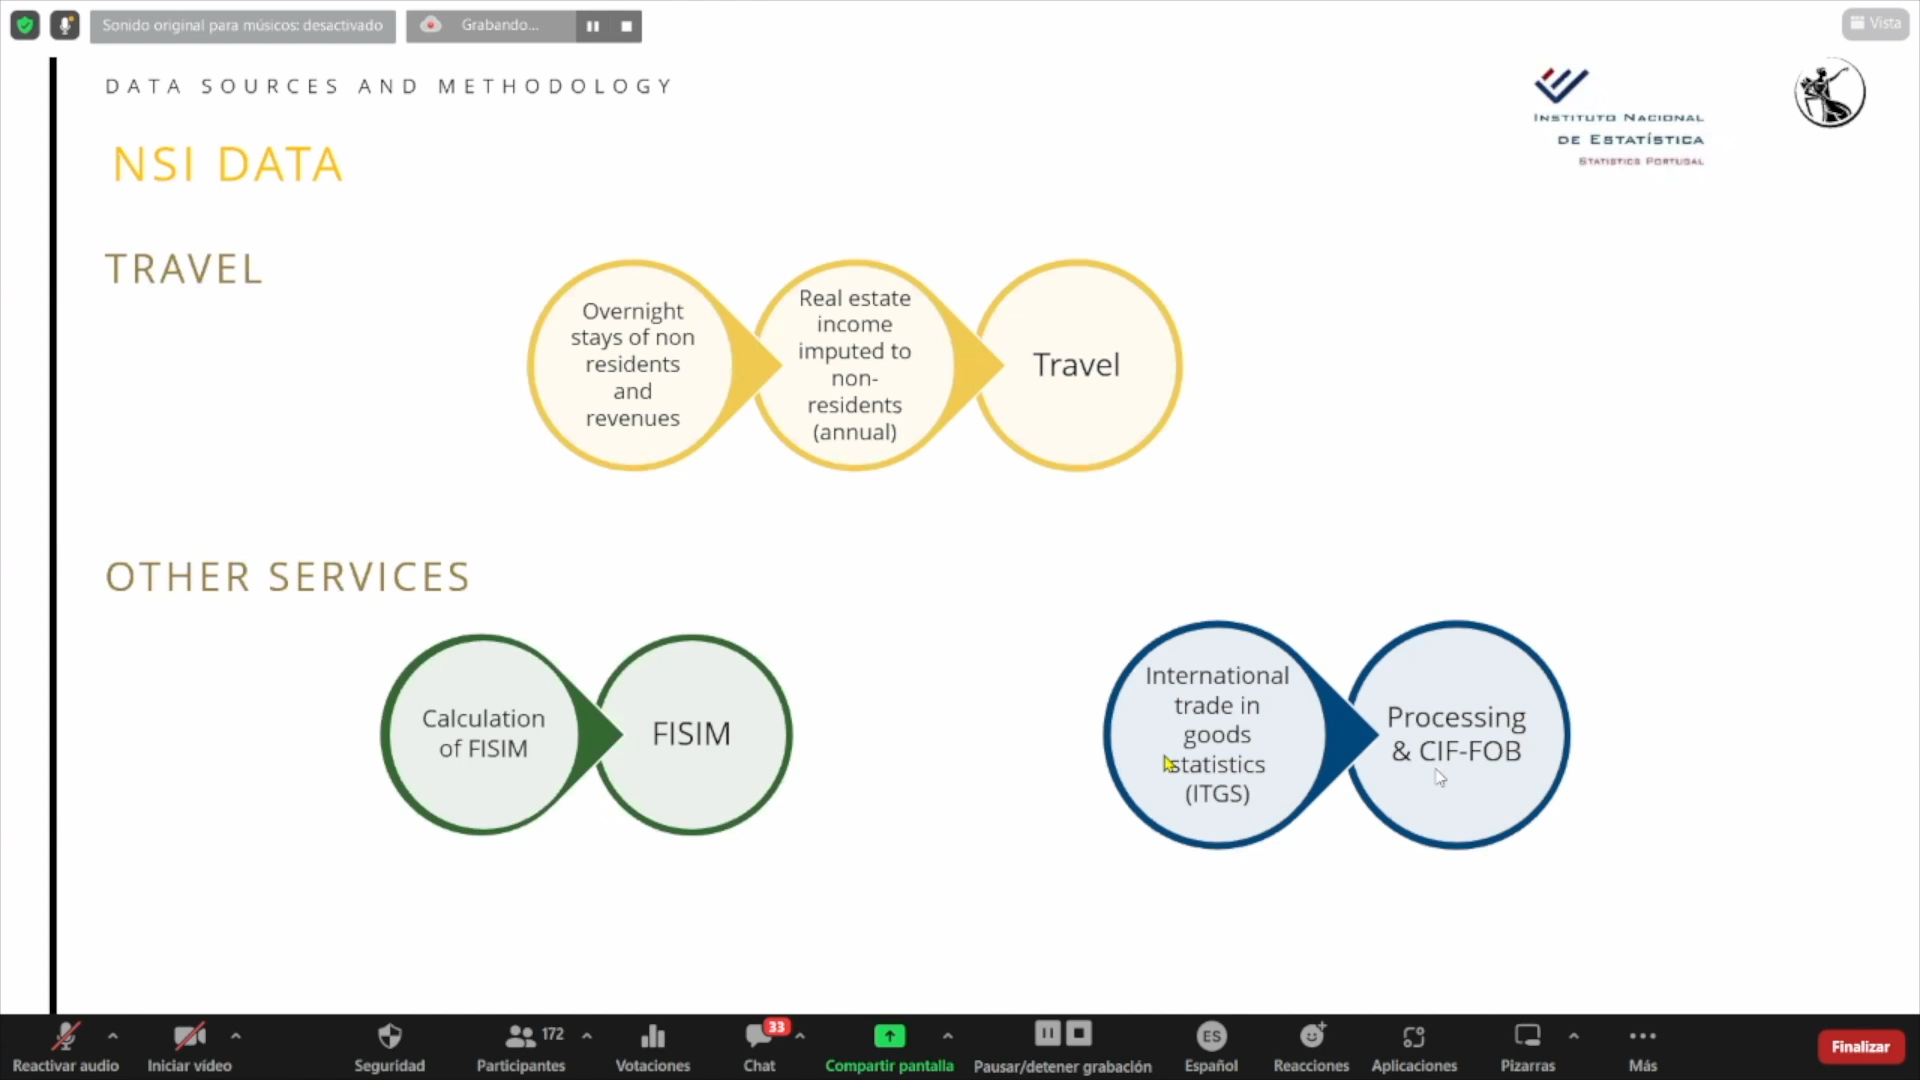 Sonido original para músicos: desactivado
Grabando...
Vista
DATA SOURCES AND METHODOLOGY
INSTITUTO NACIONAL
DE ESTATÍSTICA
STATISTICS PORTUGAL
NSI DATA
TRAVEL
Overnight
stays of non
residents
and
revenues
Real estate
income
imputed to
non-
residents
(annual)
Travel
OTHER SERVICES
Calculation
of FISIM
FISIM
International
trade in
goods
statistics
(ITGS)
Processing
& CIF-FOB
Reactivar audio
Iniciar vídeo
Seguridad
172
Participantes
Votaciones
33
Chat
Compartir pantalla
Pausar/detener grabación
ES
Español
Reacciones
Aplicaciones
Pizarras
Más
Finalizar